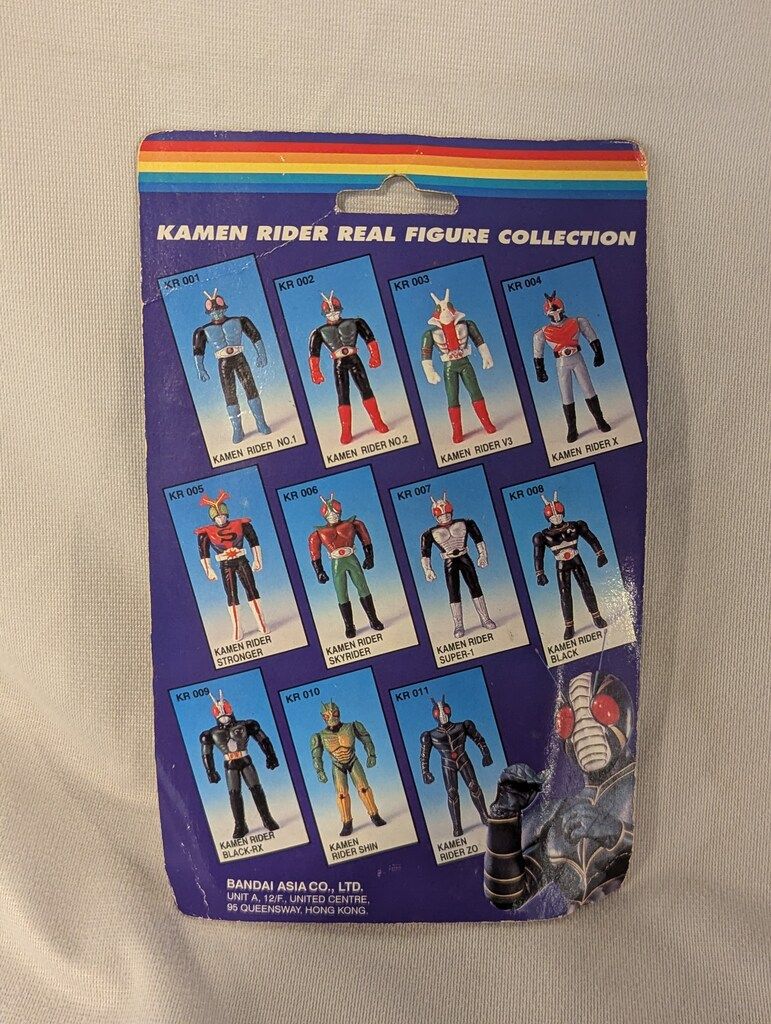 KAMEN RIDER REAL FIGURE COLLECTION
KR 001
KAMEN RIDER NO.1
KR 002
KAMEN RIDER NO.2
KR 003
KAMEN RIDER V3
KR 004
KAMEN RIDER X
KR 005
KAMEN RIDER
STRONGER
KR 006
KAMEN RIDER
SKYRIDER
KR 007
KAMEN RIDER
SUPER-1
KR 008
KAMEN RIDER
BLACK
KR 009
KAMEN RIDER
BLACK-RX
KR 010
KAMEN
RIDER SHIN
KR 011
KAMEN
RIDER ZO
BANDAI ASIA CO., LTD.
UNIT A, 12/F., UNITED CENTRE,
95 QUEENSWAY, HONG KONG.